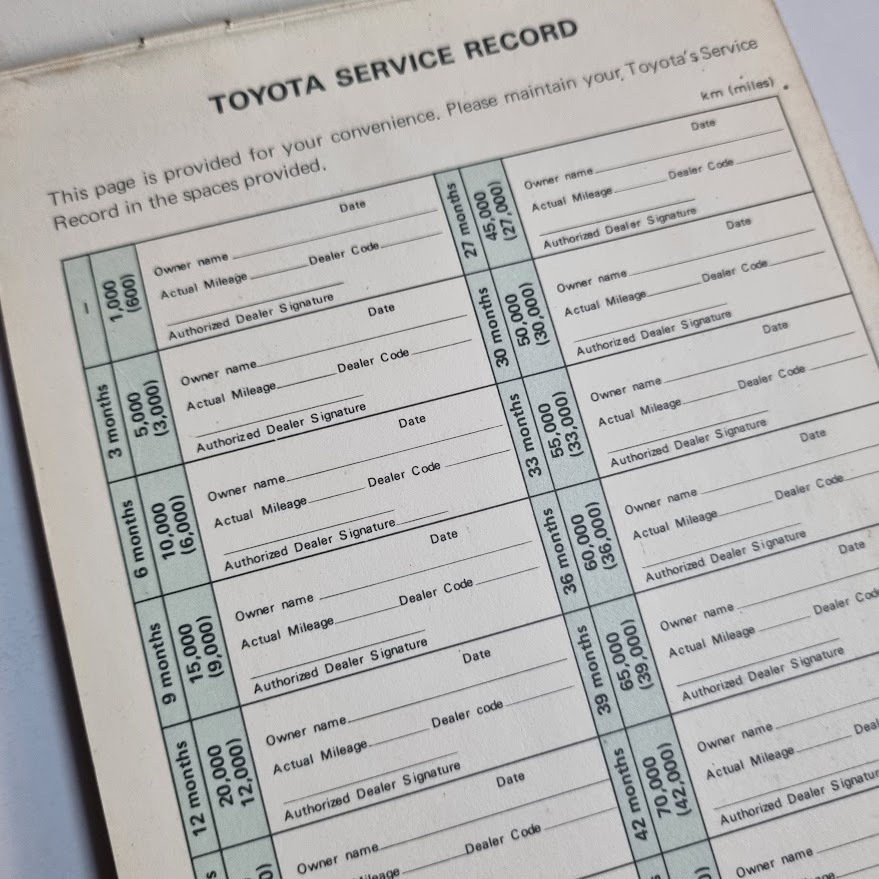 TOYOTA SERVICE RECORD
This page is provided for your convenience. Please maintain your Toyota's Service
Record in the spaces provided.
km (miles)
–
1,000
(600)
Date
Owner name
Actual Mileage Dealer Code
Authorized Dealer Signature
3 months
5,000
(3,000)
Date
Owner name
Actual Mileage Dealer Code
Authorized Dealer Signature
6 months
10,000
(6,000)
Date
Owner name
Actual Mileage Dealer Code
Authorized Dealer Signature
9 months
15,000
(9,000)
Date
Owner name
Actual Mileage Dealer Code
Authorized Dealer Signature
12 months
20,000
12,000)
Date
Owner name
Actual Mileage Dealer code
Authorized Dealer Signature
Date
Owner name
Dealer Code
27 months
45,000
(27,000)
Date
Owner name
Actual Mileage Dealer Code
Authorized Dealer Signature
30 months
50,000
(30,000)
Date
Owner name
Actual Mileage Dealer Code
Authorized Dealer Signature
33 months
55,000
(33,000)
Date
Owner name
Actual Mileage Dealer Code
Authorized Dealer Signature
36 months
60,000
(36,000)
Date
Owner name
Actual Mileage Dealer Code
Authorized Dealer Signature
39 months
65,000
(39,000)
Date
Owner name
Actual Mileage Dealer
Authorized Dealer Signature
42 months
70,000
(42,000)
Owner name
Actual Mileage
Authorized Dealer
Owner name